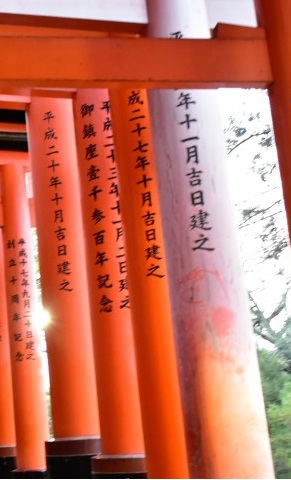 年十一月吉日建之
成二十七年十月吉日建之
平成二十三年十一月二日建之
御鎮座壱千参百年記念
平成二十年十月吉日建之
平成十七年九月二十日建之
創立十周年記念